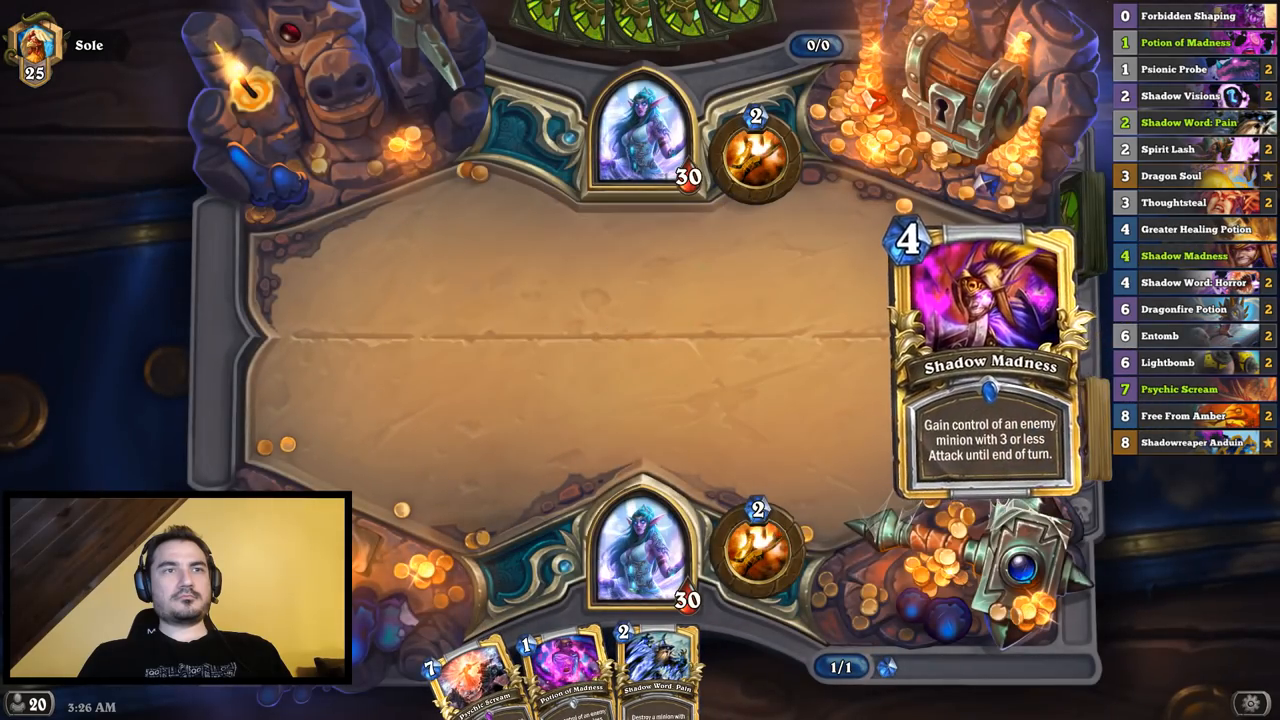 Sole
25
0/0
2
30
4
Shadow Madness
Gain control of an enemy
minion with 3 or less
Attack until end of turn.
2
30
7
Psychic Scream
1
Potion of Madness
2
Shadow Word: Pain
Destroy a minion with
1/1
20
3:26 AM
0 Forbidden Shaping
1 Potion of Madness
1 Psionic Probe 2
2 Shadow Visions 2
2 Shadow Word: Pain
2 Spirit Lash 2
3 Dragon Soul
3 Thoughtsteal 2
4 Greater Healing Potion
4 Shadow Madness
4 Shadow Word: Horror 2
6 Dragonfire Potion 2
6 Entomb 2
6 Lightbomb 2
7 Psychic Scream
8 Free From Amber 2
8 Shadowreaper Anduin